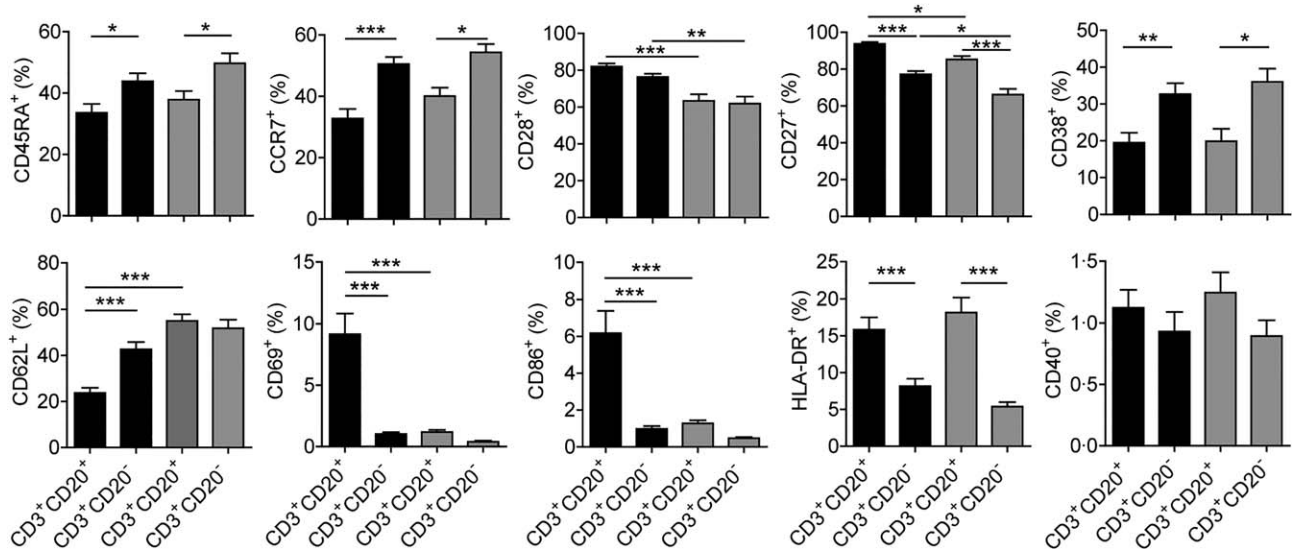 * *
CD45RA⁺ (%)
60
40
20
0
*** *
CCR7⁺ (%)
60
40
20
0
**
***
CD28⁺ (%)
100
80
60
40
20
0
*
*** *
***
CD27⁺ (%)
100
80
60
40
20
0
** *
CD38⁺ (%)
50
40
30
20
10
0
***
***
CD62L⁺ (%)
80
60
40
20
0
***
***
CD69⁺ (%)
15
10
5
0
***
***
CD86⁺ (%)
8
6
4
2
0
*** ***
HLA-DR⁺ (%)
25
20
15
10
5
0
CD40⁺ (%)
1·5
1·0
0·5
0·0
CD3⁺CD20⁺
CD3⁺CD20⁻
CD3⁺CD20⁺
CD3⁺CD20⁻
CD3⁺CD20⁺
CD3⁺CD20⁻
CD3⁺CD20⁺
CD3⁺CD20⁻
CD3⁺CD20⁺
CD3⁺CD20⁻
CD3⁺CD20⁺
CD3⁺CD20⁻
CD3⁺CD20⁺
CD3⁺CD20⁻
CD3⁺CD20⁺
CD3⁺CD20⁻
CD3⁺CD20⁺
CD3⁺CD20⁻
CD3⁺CD20⁺
CD3⁺CD20⁻